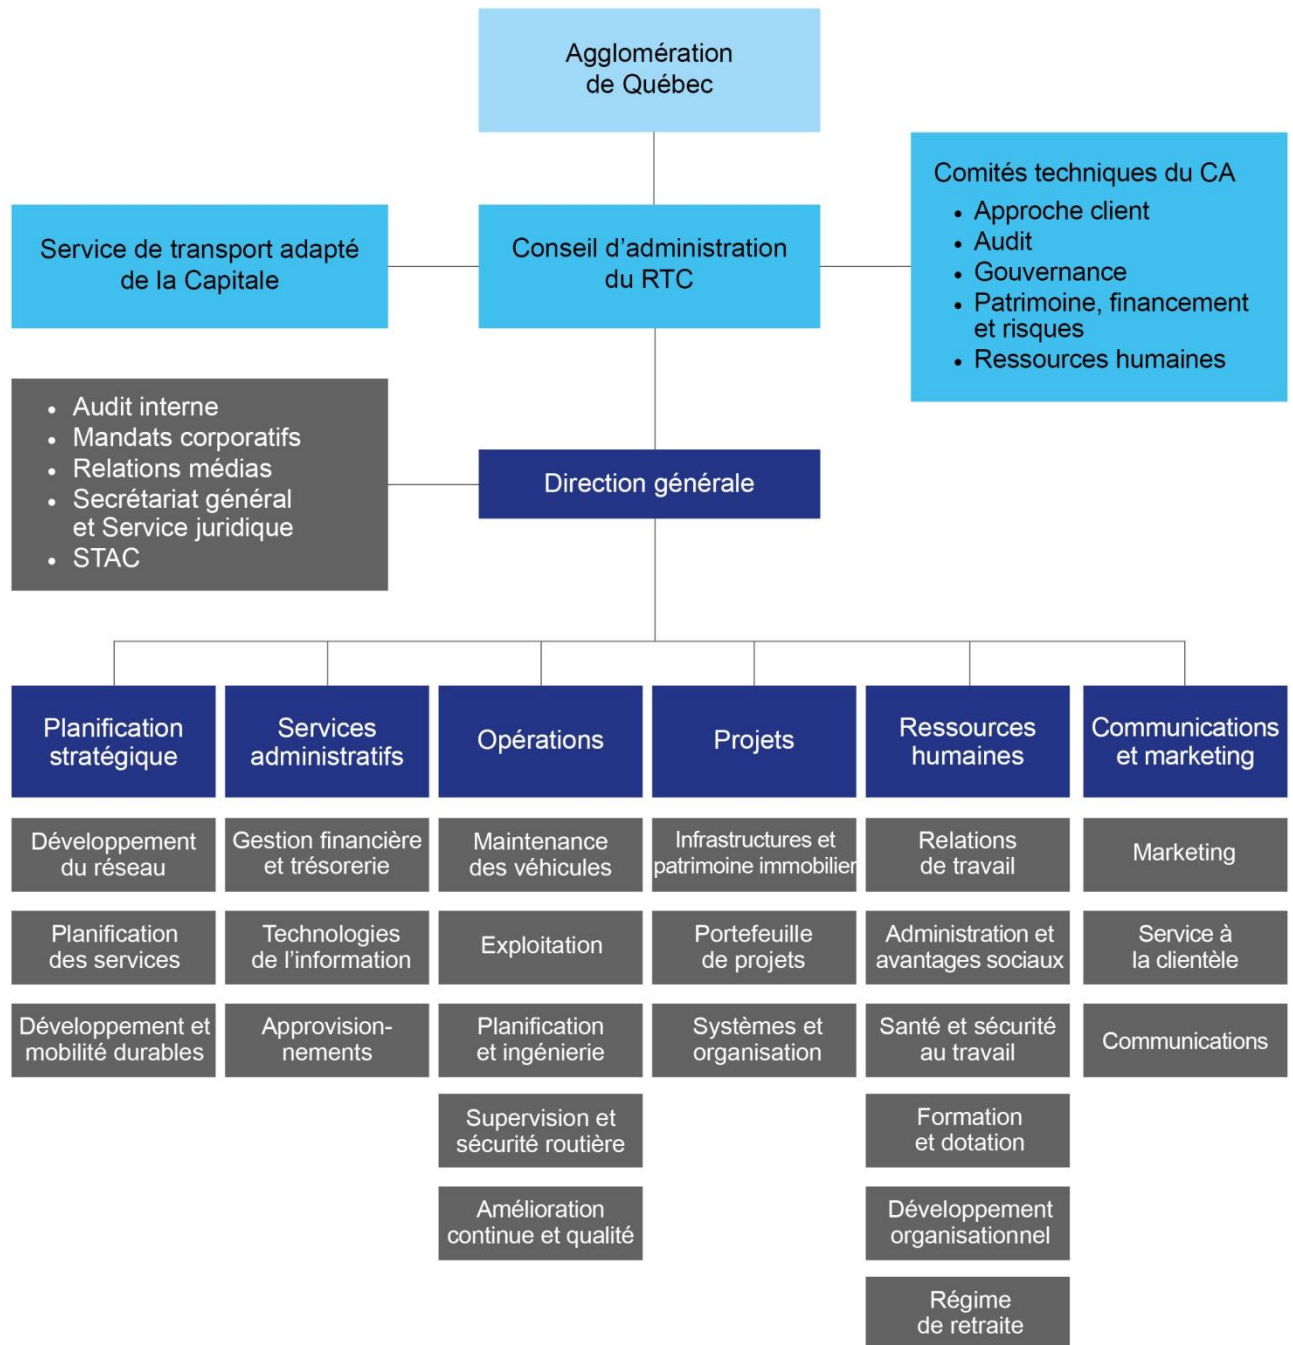 Agglomération
de Québec
Service de transport adapté
de la Capitale
Conseil d’administration
du RTC
Comités techniques du CA
• Approche client
• Audit
• Gouvernance
• Patrimoine, financement
et risques
• Ressources humaines
• Audit interne
• Mandats corporatifs
• Relations médias
• Secrétariat général
et Service juridique
• STAC
Direction générale
Planification
stratégique
Développement
du réseau
Planification
des services
Développement et
mobilité durables
Services
administratifs
Gestion financière
et trésorerie
Technologies
de l’information
Approvision-
nements
Opérations
Maintenance
des véhicules
Exploitation
Planification
et ingénierie
Supervision et
sécurité routière
Amélioration
continue et qualité
Projets
Infrastructures et
patrimoine immobilier
Portefeuille
de projets
Systèmes et
organisation
Ressources
humaines
Relations
de travail
Administration et
avantages sociaux
Santé et sécurité
au travail
Formation
et dotation
Développement
organisationnel
Régime
de retraite
Communications
et marketing
Marketing
Service à
la clientèle
Communications